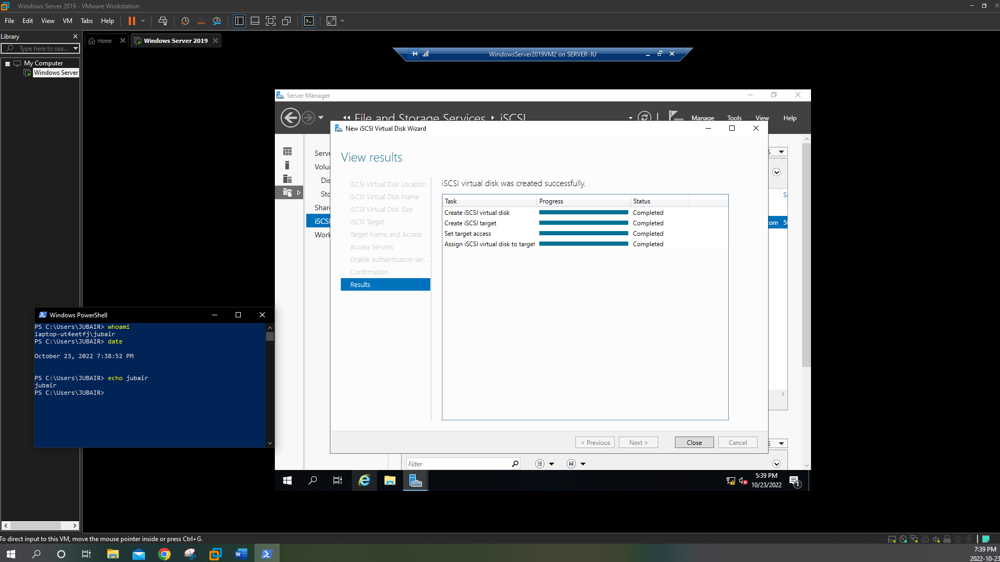 Windows Server 2019 - VMware Workstation
File Edit View VM Tabs Help
Library
Type here to sea...
My Computer
Windows Server
Home
Windows Server 2019
WindowsServer2019VM2 on SERVER-JU
Server Manager
File and Storage Services iSCSI
Manage Tools View Help
New iSCSI Virtual Disk Wizard
View results
iSCSI Virtual Disk Location
iSCSI Virtual Disk Name
iSCSI Virtual Disk Size
iSCSI Target
Target Name and Access
Access Servers
Enable authentication ser...
Confirmation
Results
iSCSI virtual disk was created successfully.
Task Progress Status
Create iSCSI virtual disk Completed
Create iSCSI target Completed
Set target access Completed
Assign iSCSI virtual disk to target Completed
< Previous Next > Close Cancel
Serve
Volu
Dis
Sto
Share
iSCSI
Work
S
Si
om 5
S
Filter
5:39 PM
10/23/2022
1
Windows PowerShell
PS C:\Users\JUBAIR> whoami
laptop-ut4eetfj\jubair
PS C:\Users\JUBAIR> date
October 23, 2022 7:38:52 PM
PS C:\Users\JUBAIR> echo jubair
jubair
PS C:\Users\JUBAIR>
To direct input to this VM, move the mouse pointer inside or press Ctrl+G.
7:39 PM
2022-10-23